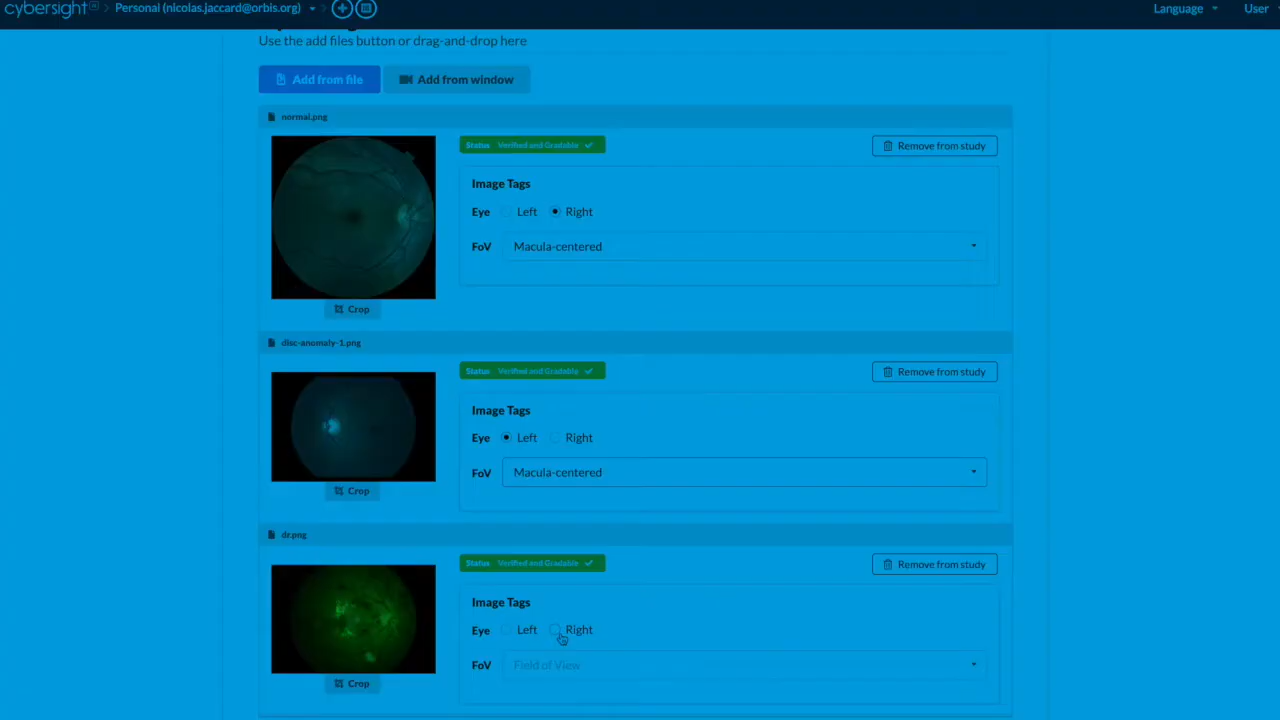 cybersight AI Personal (nicolas.jaccard@orbis.org) Language User
Use the add files button or drag-and-drop here
Add from file Add from window
normal.png
Status Verified and Gradable Remove from study
Image Tags
Eye Left Right
FoV Macula-centered
Crop
disc-anomaly-1.png
Status Verified and Gradable Remove from study
Image Tags
Eye Left Right
FoV Macula-centered
Crop
dr.png
Status Verified and Gradable Remove from study
Image Tags
Eye Left Right
FoV Field of View
Crop